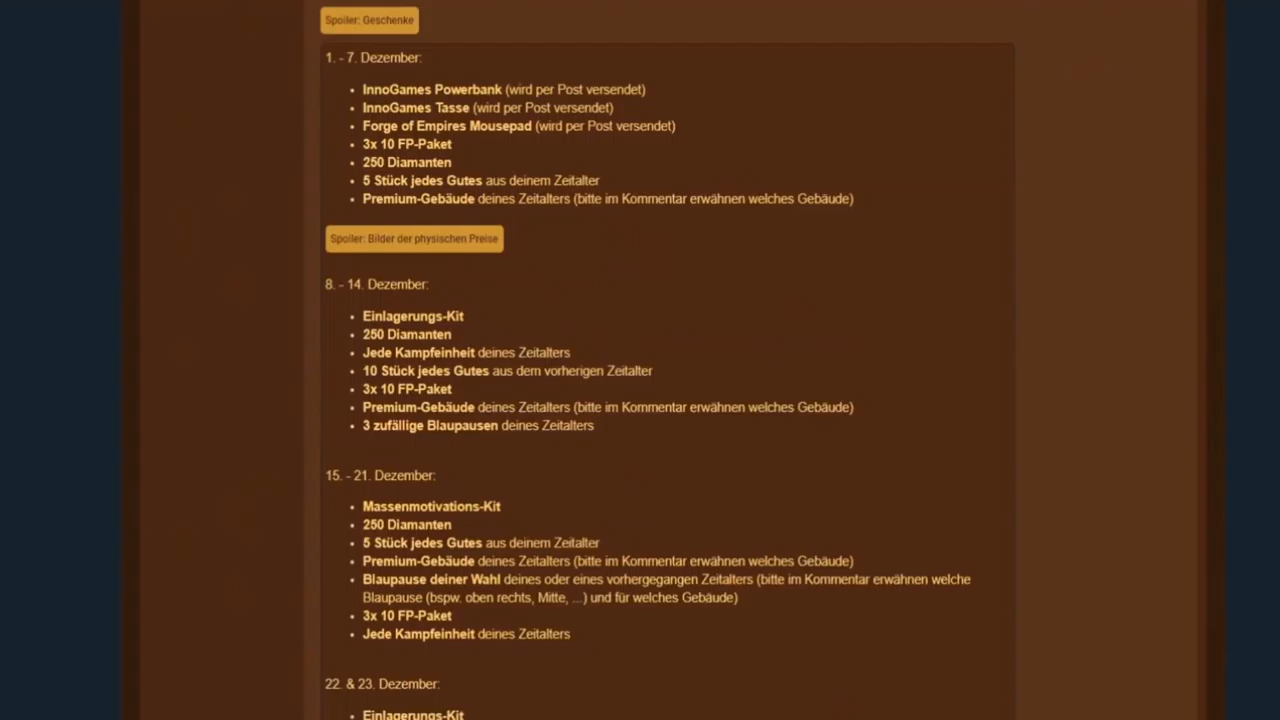 Spoiler: Geschenke
1. - 7. Dezember:
• InnoGames Powerbank (wird per Post versendet)
• InnoGames Tasse (wird per Post versendet)
• Forge of Empires Mousepad (wird per Post versendet)
• 3x 10 FP-Paket
• 250 Diamanten
• 5 Stück jedes Gutes aus deinem Zeitalter
• Premium-Gebäude deines Zeitalters (bitte im Kommentar erwähnen welches Gebäude)
Spoiler: Bilder der physischen Preise
8. - 14. Dezember:
• Einlagerungs-Kit
• 250 Diamanten
• Jede Kampfeinheit deines Zeitalters
• 10 Stück jedes Gutes aus dem vorherigen Zeitalter
• 3x 10 FP-Paket
• Premium-Gebäude deines Zeitalters (bitte im Kommentar erwähnen welches Gebäude)
• 3 zufällige Blaupausen deines Zeitalters
15. - 21. Dezember:
• Massenmotivations-Kit
• 250 Diamanten
• 5 Stück jedes Gutes aus deinem Zeitalter
• Premium-Gebäude deines Zeitalters (bitte im Kommentar erwähnen welches Gebäude)
• Blaupause deiner Wahl deines oder eines vorhergegangen Zeitalters (bitte im Kommentar erwähnen welche
Blaupause (bspw. oben rechts, Mitte, ...) und für welches Gebäude)
• 3x 10 FP-Paket
• Jede Kampfeinheit deines Zeitalters
22. & 23. Dezember:
• Einlagerungs-Kit